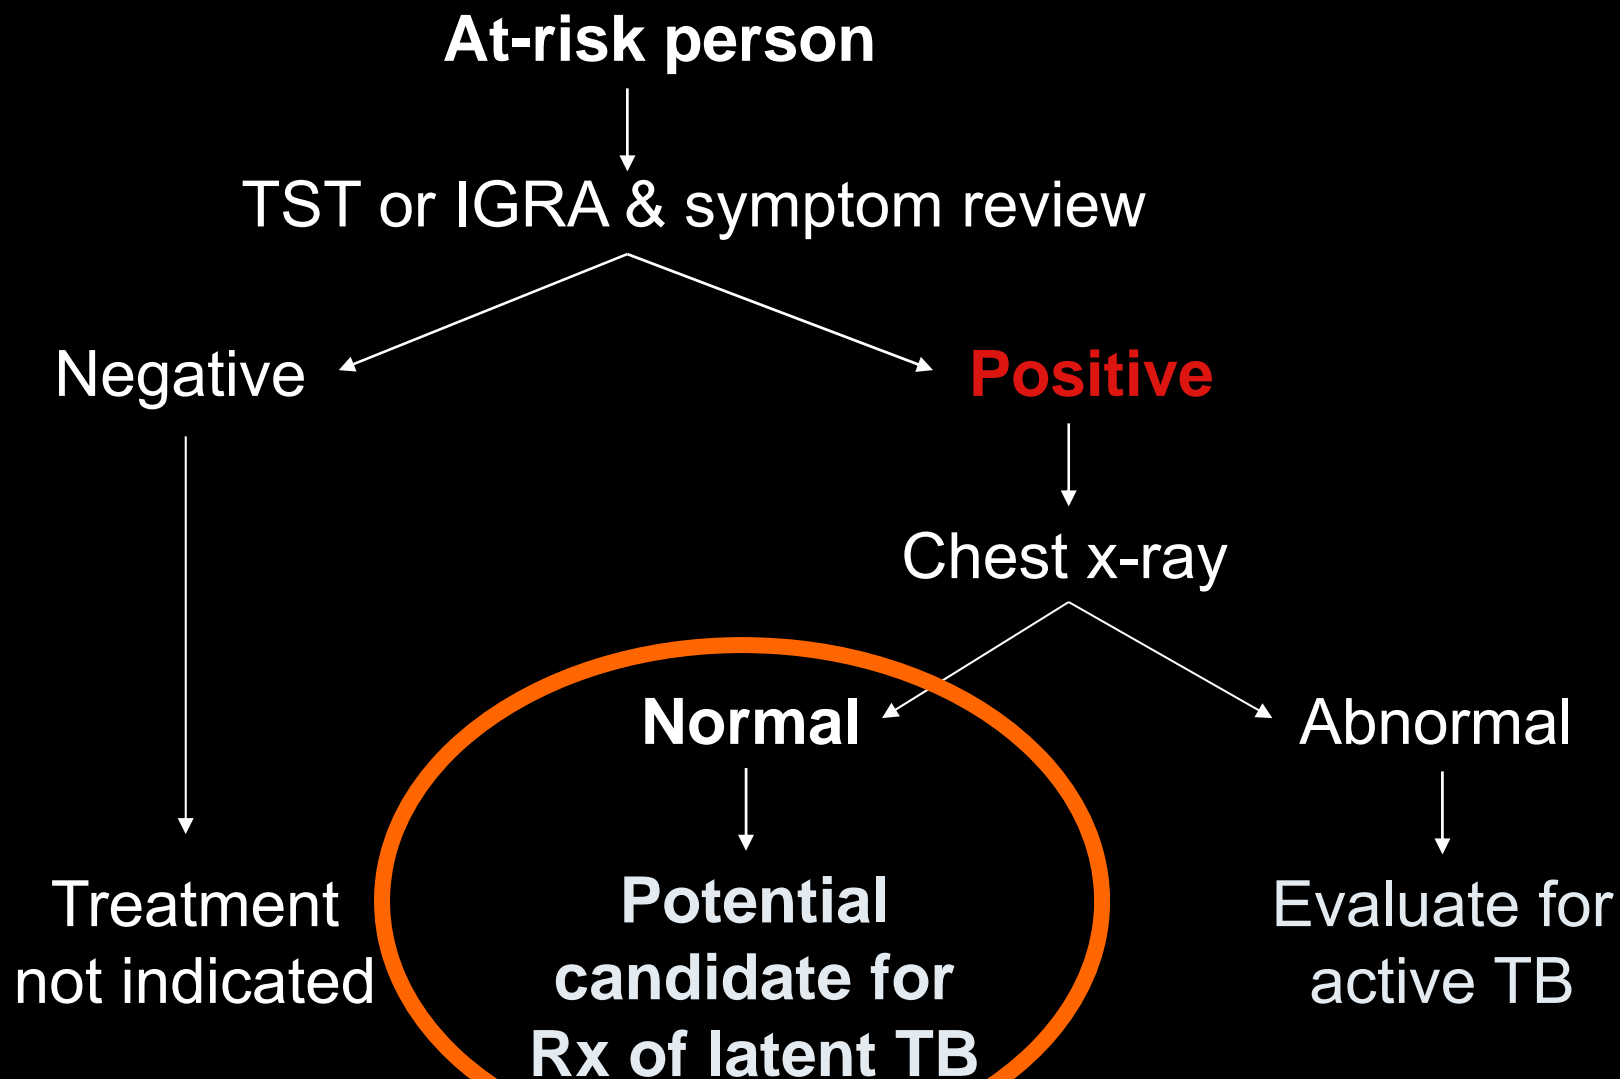 At-risk person
TST or IGRA & symptom review
Negative
Positive
Chest x-ray
Normal
Abnormal
Treatment
not indicated
Potential
candidate for
Rx of latent TB
Evaluate for
active TB